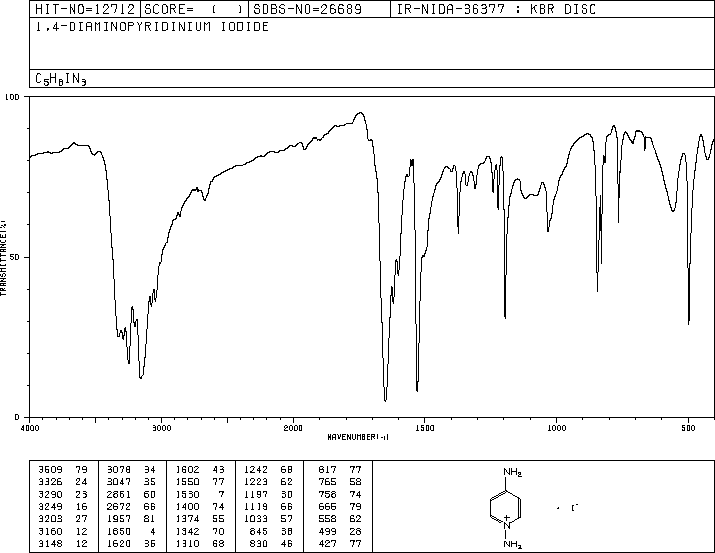 HIT-NO=12712 SCORE= ( ) SDBS-NO=26689 IR-NIDA-36377 : KBR DISC
1,4-DIAMINOPYRIDINIUM IODIDE
C5H8IN3
100
50
0
TRANSMITTANCE(%)
4000 3000 2000 1500 1000 500
WAVENUMBER(-1)
3509 79 3078 34 1602 43 1242 68 817 77
3326 24 3047 35 1550 77 1223 62 765 58
3290 23 2861 60 1530 7 1197 30 758 74
3249 16 2672 66 1400 74 1119 66 666 79
3203 27 1957 81 1374 55 1033 57 558 62
3160 12 1650 4 1342 70 845 38 499 28
3148 12 1620 36 1310 68 830 46 427 77
NH2
N+
NH2
I-